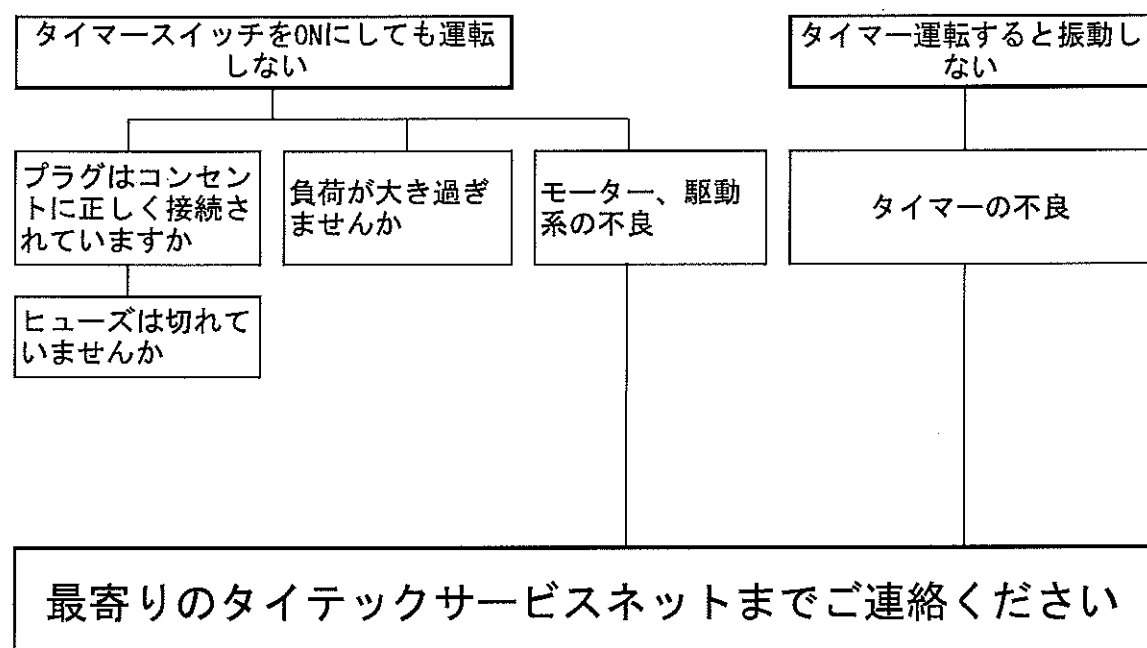 タイマースイッチをONにしても運転
しない
タイマー運転すると振動し
ない
プラグはコンセン
トに正しく接続さ
れていますか
負荷が大き過ぎ
ませんか
モーター、駆動
系の不良
タイマーの不良
ヒューズは切れて
いませんか
最寄りのタイテックサービスネットまでご連絡ください